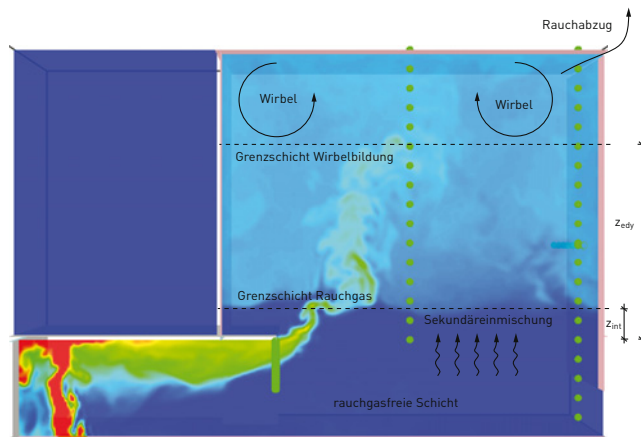 Rauchabzug
Wirbel
Wirbel
Grenzschicht Wirbelbildung
z_edy
Grenzschicht Rauchgas
Sekundäreinmischung
z_int
rauchgasfreie Schicht